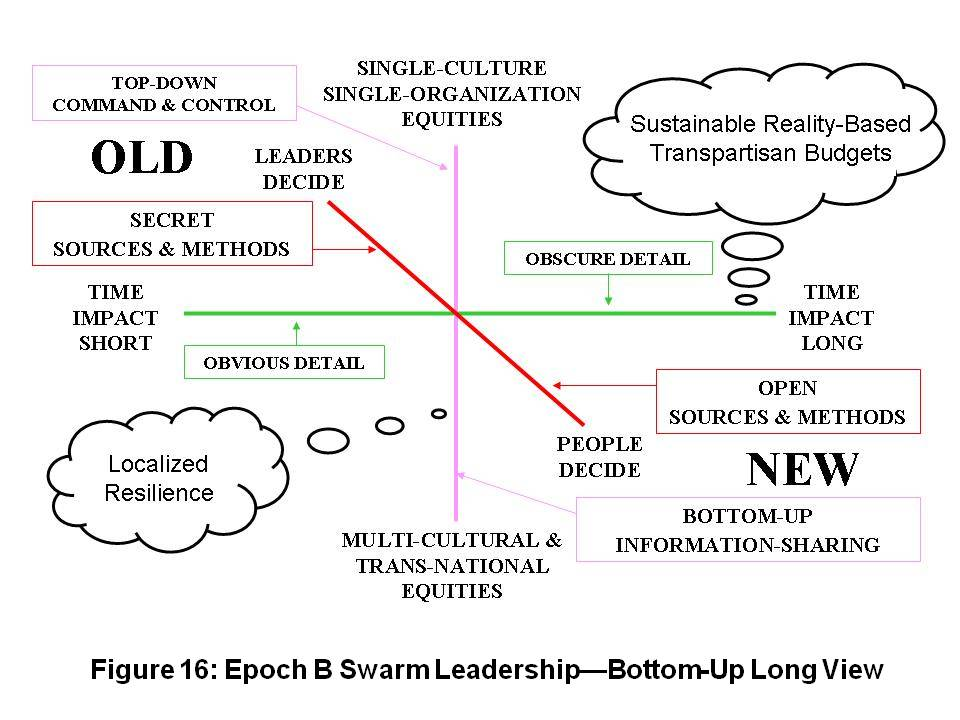 SINGLE-CULTURE
SINGLE-ORGANIZATION
EQUITIES
TOP-DOWN
COMMAND & CONTROL
OLD
LEADERS
DECIDE
Sustainable Reality-Based
Transpartisan Budgets
SECRET
SOURCES & METHODS
OBSCURE DETAIL
TIME
IMPACT
SHORT
TIME
IMPACT
LONG
OBVIOUS DETAIL
OPEN
SOURCES & METHODS
Localized
Resilience
PEOPLE
DECIDE
NEW
BOTTOM-UP
INFORMATION-SHARING
MULTI-CULTURAL &
TRANS-NATIONAL
EQUITIES
Figure 16: Epoch B Swarm Leadership—Bottom-Up Long View